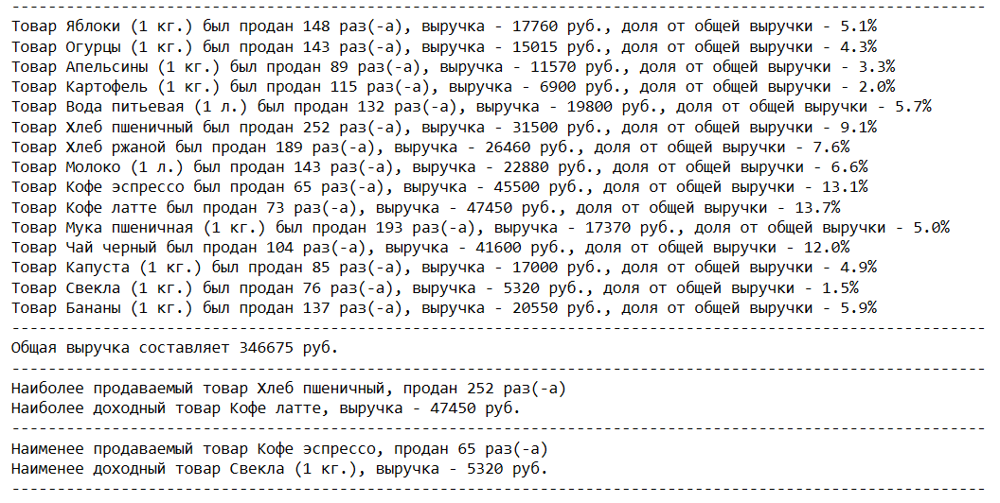 Товар Яблоки (1 кг.) был продан 148 раз(-а), выручка - 17760 руб., доля от общей выручки - 5.1%
Товар Огурцы (1 кг.) был продан 143 раз(-а), выручка - 15015 руб., доля от общей выручки - 4.3%
Товар Апельсины (1 кг.) был продан 89 раз(-а), выручка - 11570 руб., доля от общей выручки - 3.3%
Товар Картофель (1 кг.) был продан 115 раз(-а), выручка - 6900 руб., доля от общей выручки - 2.0%
Товар Вода питьевая (1 л.) был продан 132 раз(-а), выручка - 19800 руб., доля от общей выручки - 5.7%
Товар Хлеб пшеничный был продан 252 раз(-а), выручка - 31500 руб., доля от общей выручки - 9.1%
Товар Хлеб ржаной был продан 189 раз(-а), выручка - 26460 руб., доля от общей выручки - 7.6%
Товар Молоко (1 л.) был продан 143 раз(-а), выручка - 22880 руб., доля от общей выручки - 6.6%
Товар Кофе эспрессо был продан 65 раз(-а), выручка - 45500 руб., доля от общей выручки - 13.1%
Товар Кофе латте был продан 73 раз(-а), выручка - 47450 руб., доля от общей выручки - 13.7%
Товар Мука пшеничная (1 кг.) был продан 193 раз(-а), выручка - 17370 руб., доля от общей выручки - 5.0%
Товар Чай черный был продан 104 раз(-а), выручка - 41600 руб., доля от общей выручки - 12.0%
Товар Капуста (1 кг.) был продан 85 раз(-а), выручка - 17000 руб., доля от общей выручки - 4.9%
Товар Свекла (1 кг.) был продан 76 раз(-а), выручка - 5320 руб., доля от общей выручки - 1.5%
Товар Бананы (1 кг.) был продан 137 раз(-а), выручка - 20550 руб., доля от общей выручки - 5.9%
Общая выручка составляет 346675 руб.
Наиболее продаваемый товар Хлеб пшеничный, продан 252 раз(-а)
Наиболее доходный товар Кофе латте, выручка - 47450 руб.
Наименее продаваемый товар Кофе эспрессо, продан 65 раз(-а)
Наименее доходный товар Свекла (1 кг.), выручка - 5320 руб.